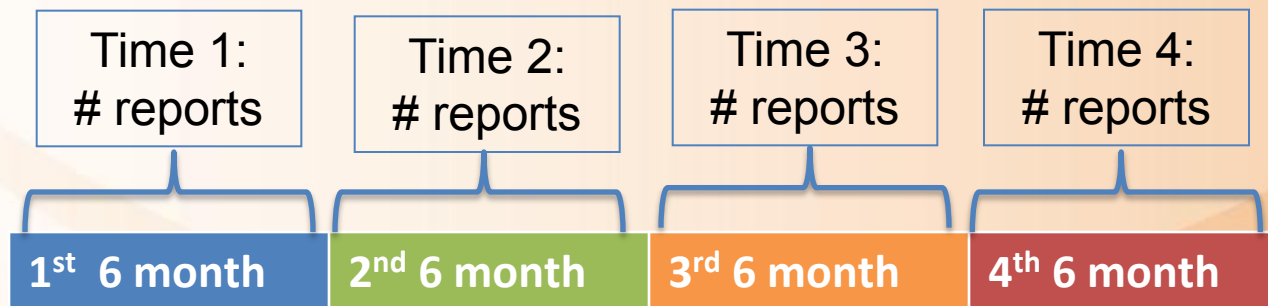 Time 1:
# reports
Time 2:
# reports
Time 3:
# reports
Time 4:
# reports
1st 6 month
2nd 6 month
3rd 6 month
4th 6 month